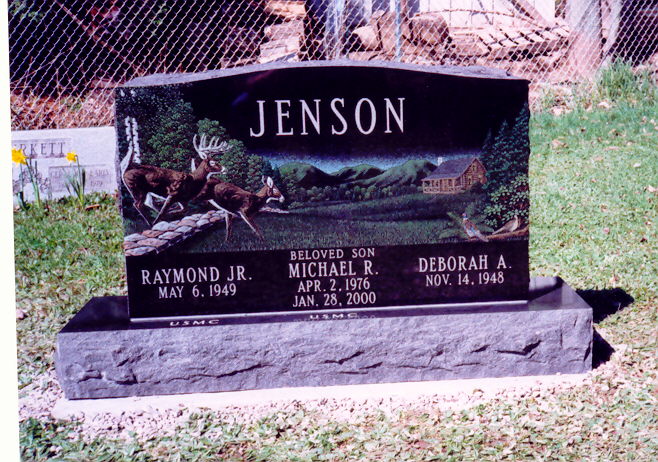 JENSON
BELOVED SON
RAYMOND JR.
MAY 6, 1949
MICHAEL R.
APR. 2, 1976
JAN. 28, 2000
DEBORAH A.
NOV. 14, 1948
USMC
USMC